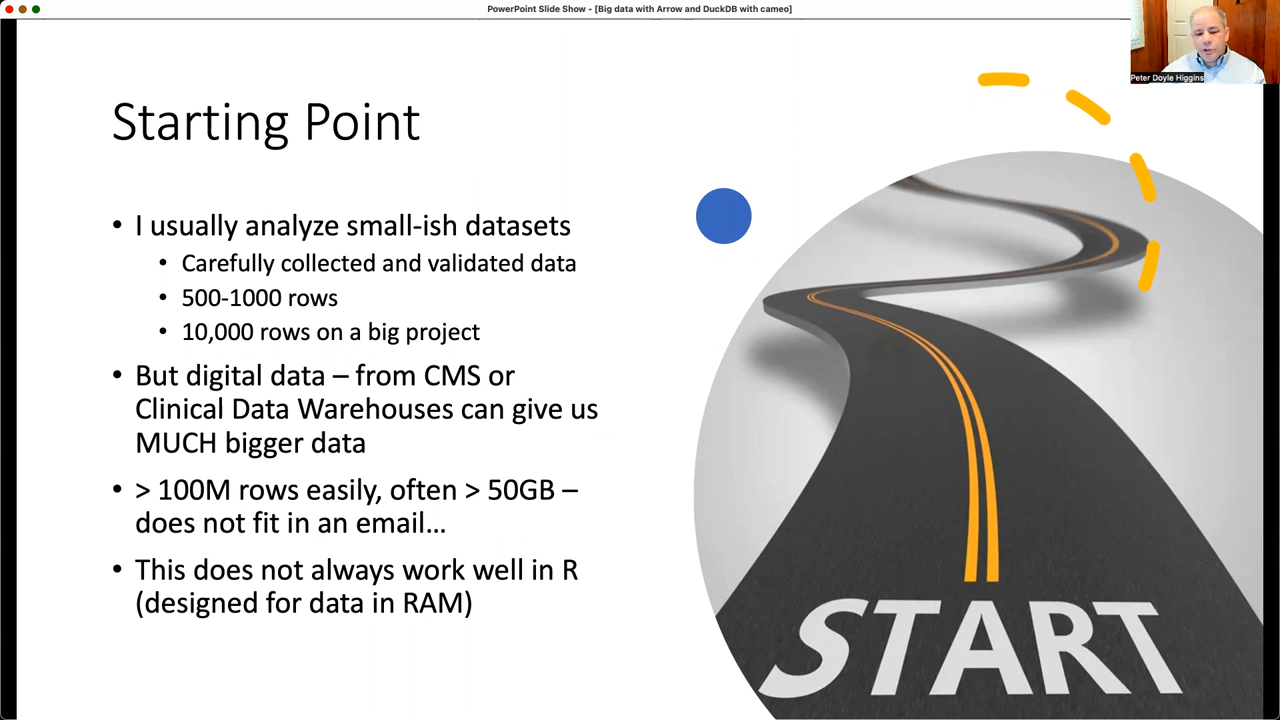 PowerPoint Slide Show - [Big data with Arrow and DuckDB with cameo]
Peter Doyle Higgins
Starting Point
• I usually analyze small-ish datasets
• Carefully collected and validated data
• 500-1000 rows
• 10,000 rows on a big project
• But digital data – from CMS or
Clinical Data Warehouses can give us
MUCH bigger data
• > 100M rows easily, often > 50GB –
does not fit in an email…
• This does not always work well in R
(designed for data in RAM)
START